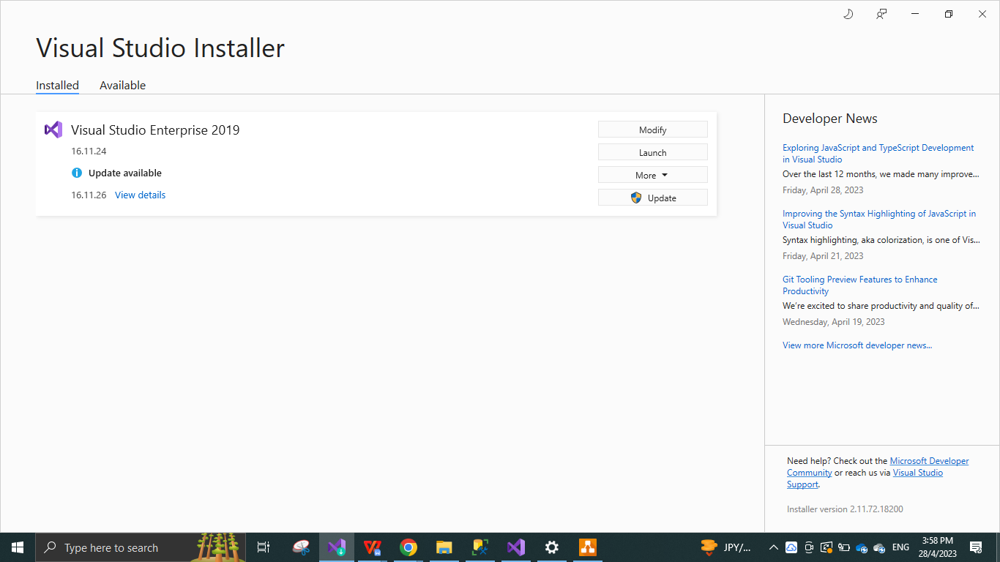 Visual Studio Installer
Installed
Available
Visual Studio Enterprise 2019
16.11.24
Update available
16.11.26 View details
Modify
Launch
More
Update
Developer News
Exploring JavaScript and TypeScript Development
in Visual Studio
Over the last 12 months, we made many improve...
Friday, April 28, 2023
Improving the Syntax Highlighting of JavaScript in
Visual Studio
Syntax highlighting, aka colorization, is one of Vis...
Friday, April 21, 2023
Git Tooling Preview Features to Enhance
Productivity
We're excited to share productivity and quality of...
Wednesday, April 19, 2023
View more Microsoft developer news...
Need help? Check out the Microsoft Developer
Community or reach us via Visual Studio
Support.
Installer version 2.11.72.18200
Type here to search
JPY/...
ENG
3:58 PM
28/4/2023